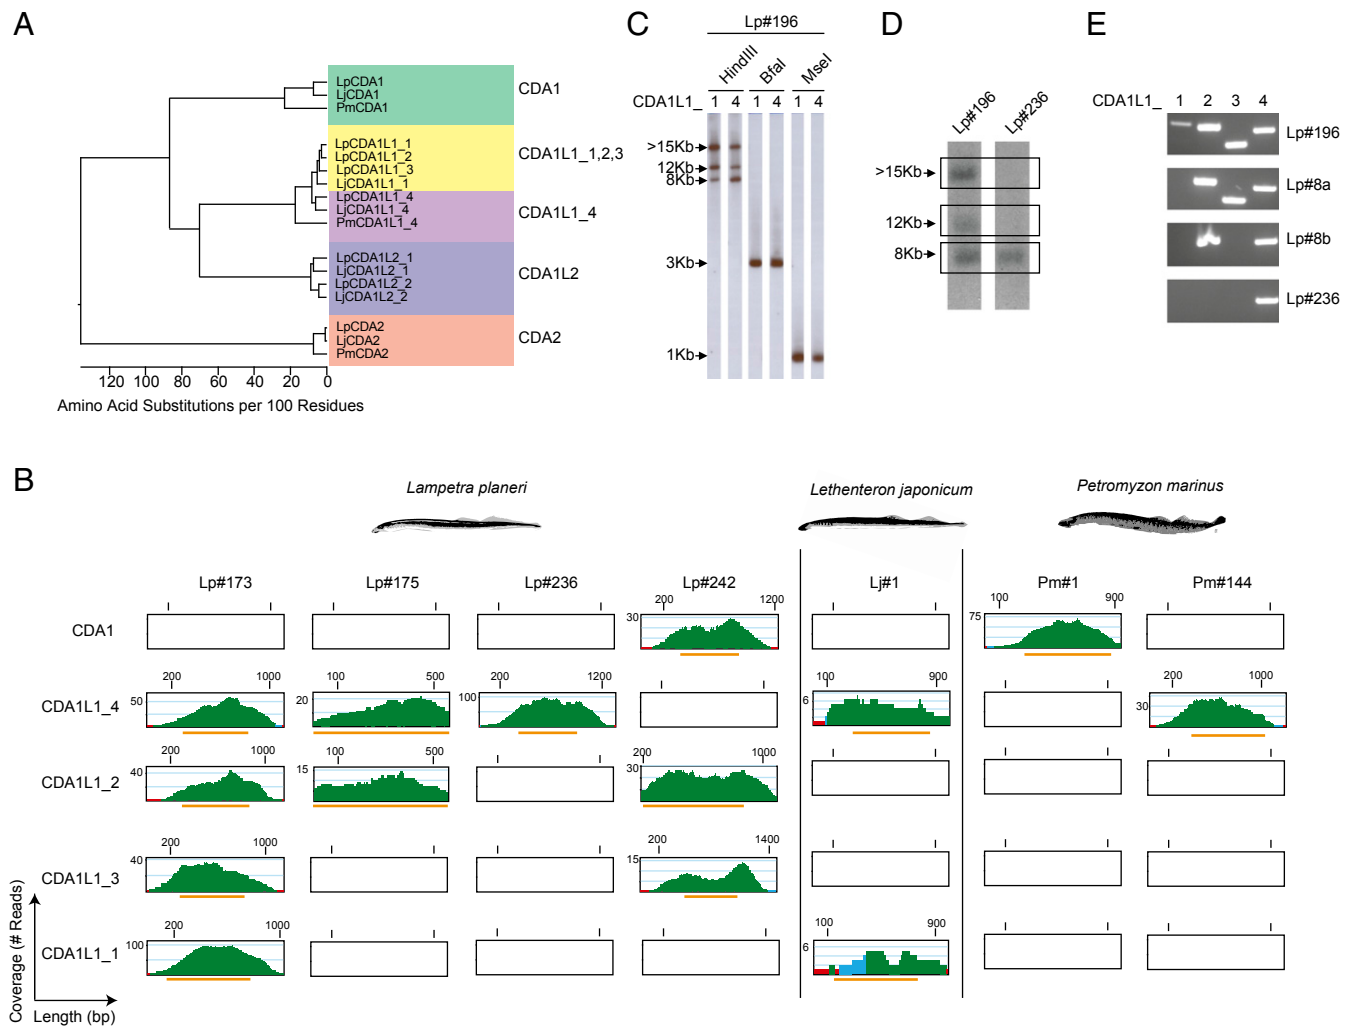 A
LpCDA1
LjCDA1
PmCDA1
CDA1
LpCDA1L1_1
LpCDA1L1_2
LpCDA1L1_3
LjCDA1L1_1
CDA1L1_1,2,3
LpCDA1L1_4
LjCDA1L1_4
PmCDA1L1_4
CDA1L1_4
LpCDA1L2_1
LjCDA1L2_1
LpCDA1L2_2
LjCDA1L2_2
CDA1L2
LpCDA2
LjCDA2
PmCDA2
CDA2
120 100 80 60 40 20 0
Amino Acid Substitutions per 100 Residues
C
Lp#196
HindIII BfaI MseI
CDA1L1_ 1 4 1 4 1 4
>15Kb
12Kb
8Kb
3Kb
1Kb
D
Lp#196 Lp#236
>15Kb
12Kb
8Kb
E
CDA1L1_ 1 2 3 4
Lp#196
Lp#8a
Lp#8b
Lp#236
B
Lampetra planeri Lethenteron japonicum Petromyzon marinus
Lp#173 Lp#175 Lp#236 Lp#242 Lj#1 Pm#1 Pm#144
200 1200 100 900
CDA1 30 75
200 1000 100 500 200 1200 100 900 200 1000
CDA1L1_4 50 20 100 6 30
200 1000 100 500 200 1000
CDA1L1_2 40 15 30
200 1000 200 1400
CDA1L1_3 40 15
200 1000 100 900
CDA1L1_1 100 6
Coverage (# Reads)
Length (bp)